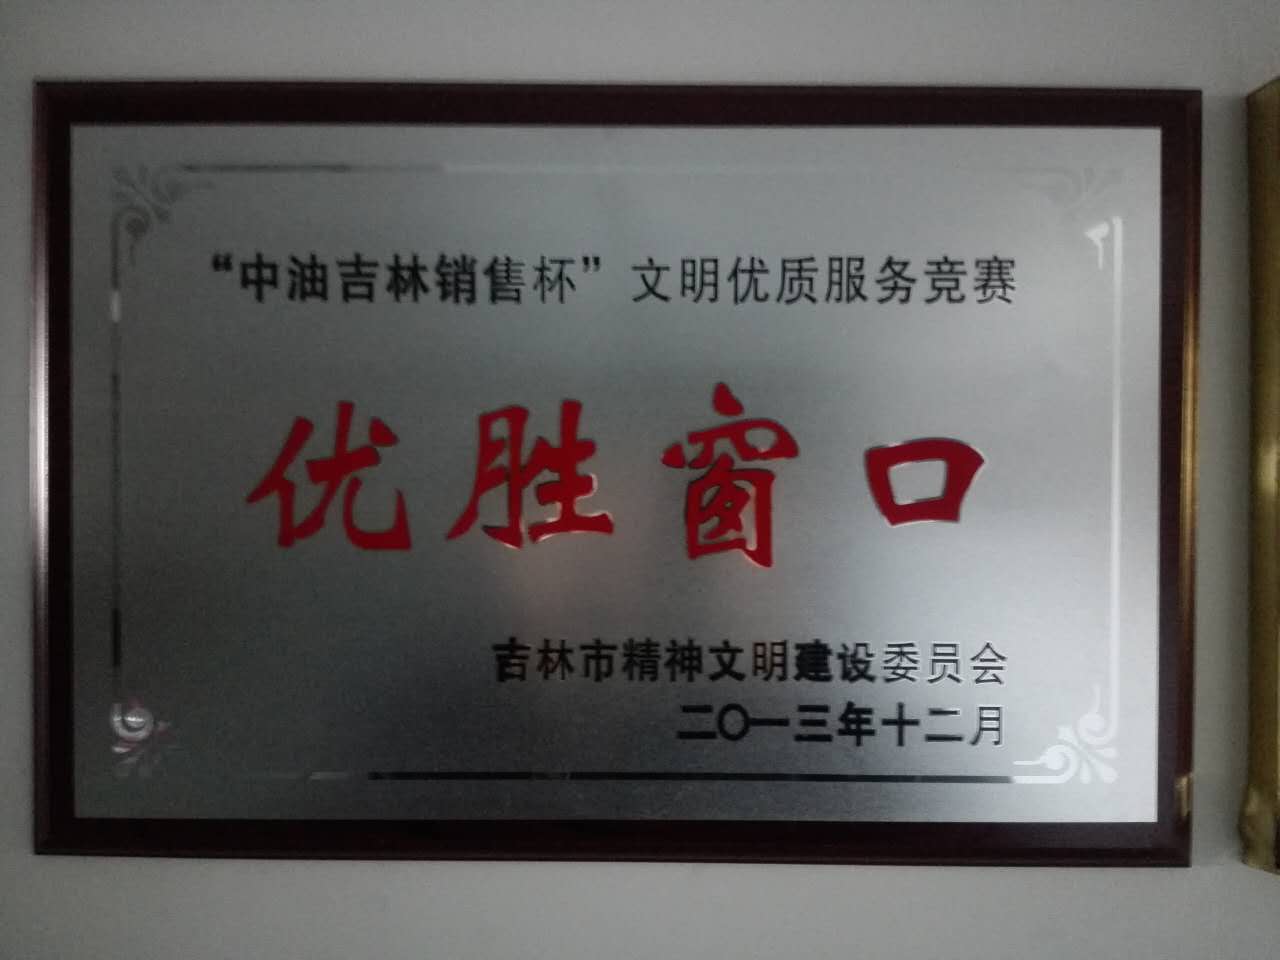 “中油吉林销售杯”文明优质服务竞赛
优胜窗口
吉林市精神文明建设委员会
二〇一三年十二月